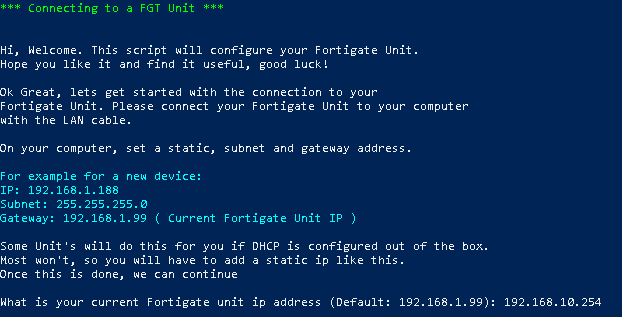 *** Connecting to a FGT Unit ***
Hi, Welcome. This script will configure your Fortigate Unit.
Hope you like it and find it useful, good luck!
Ok Great, lets get started with the connection to your
Fortigate Unit. Please connect your Fortigate Unit to your computer
with the LAN cable.
On your computer, set a static, subnet and gateway address.
For example for a new device:
IP: 192.168.1.188
Subnet: 255.255.255.0
Gateway: 192.168.1.99 ( Current Fortigate Unit IP )
Some Unit's will do this for you if DHCP is configured out of the box.
Most won't, so you will have to add a static ip like this.
Once this is done, we can continue
What is your current Fortigate unit ip address (Default: 192.168.1.99): 192.168.10.254